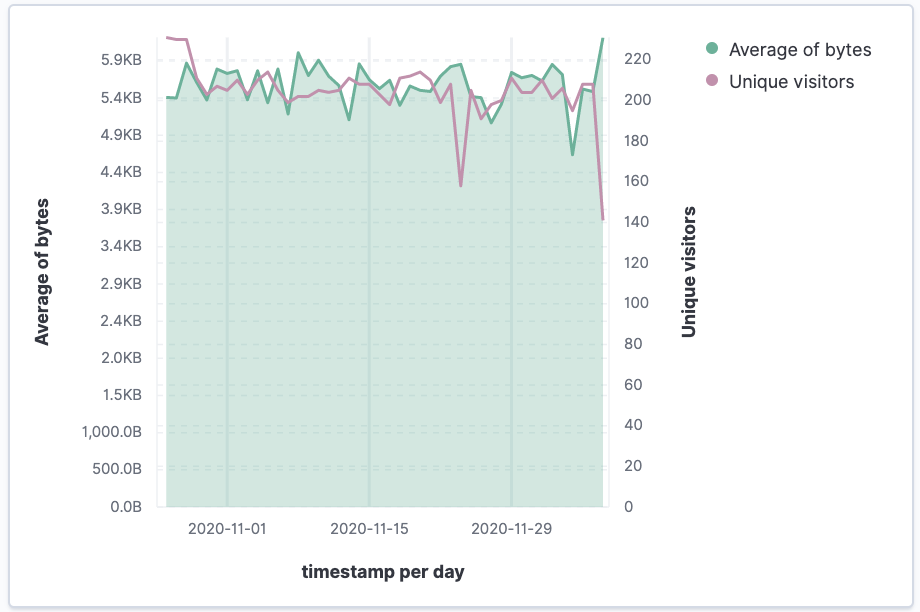 Average of bytes
Unique visitors
Average of bytes
5.9KB
5.4KB
4.9KB
4.4KB
3.9KB
3.4KB
2.9KB
2.4KB
2.0KB
1.5KB
1,000.0B
500.0B
0.0B
220
200
180
160
140
120
100
80
60
40
20
0
Unique visitors
2020-11-01 2020-11-15 2020-11-29
timestamp per day